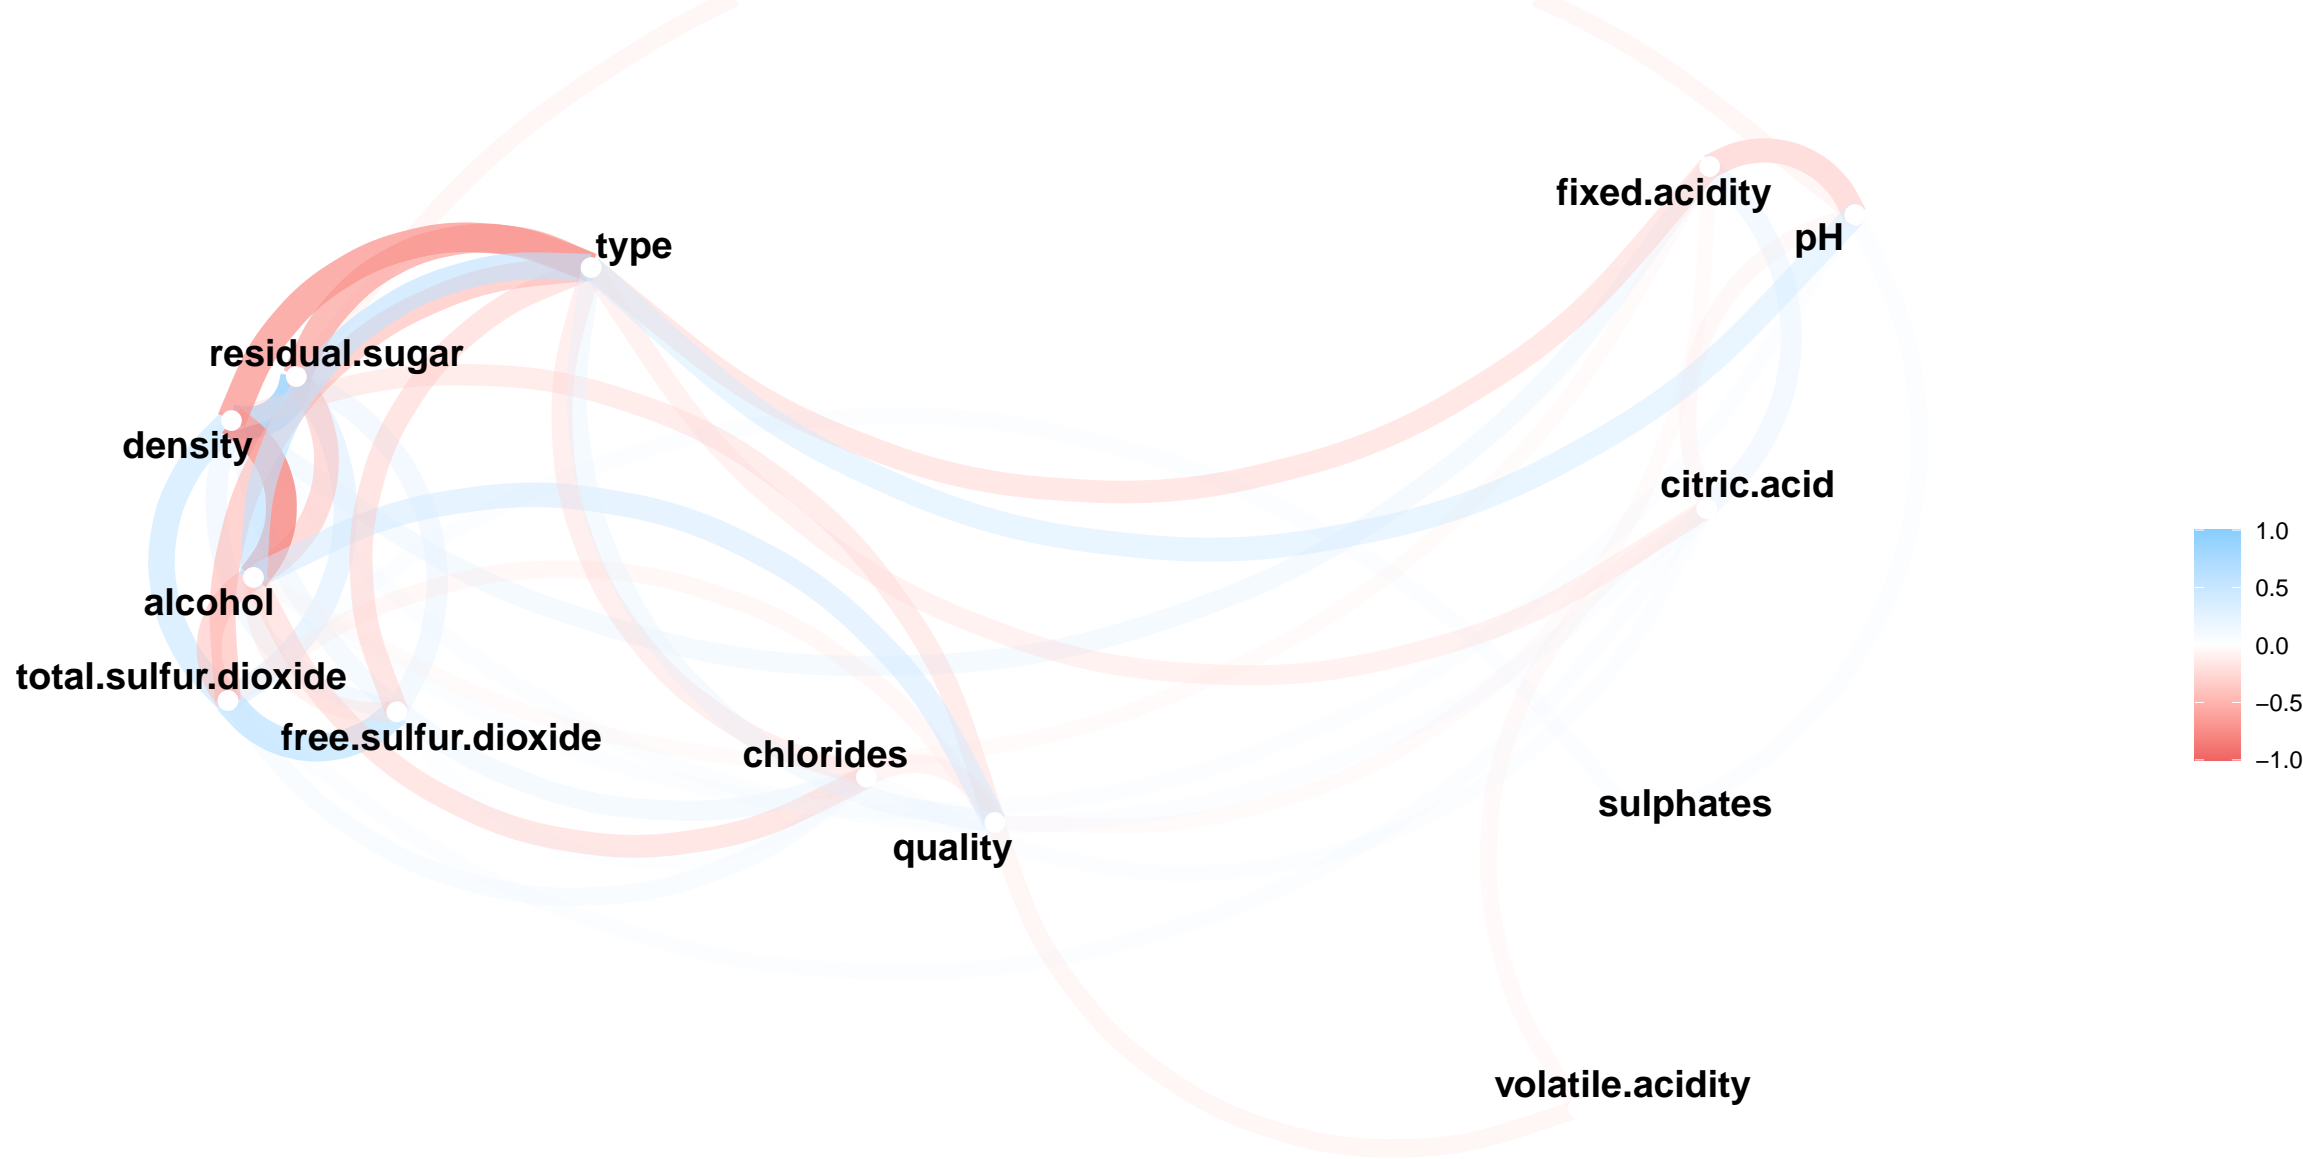 fixed.acidity
pH
type
residual.sugar
density
citric.acid
alcohol
total.sulfur.dioxide
free.sulfur.dioxide
chlorides
quality
sulphates
volatile.acidity
1.0
0.5
0.0
−0.5
−1.0